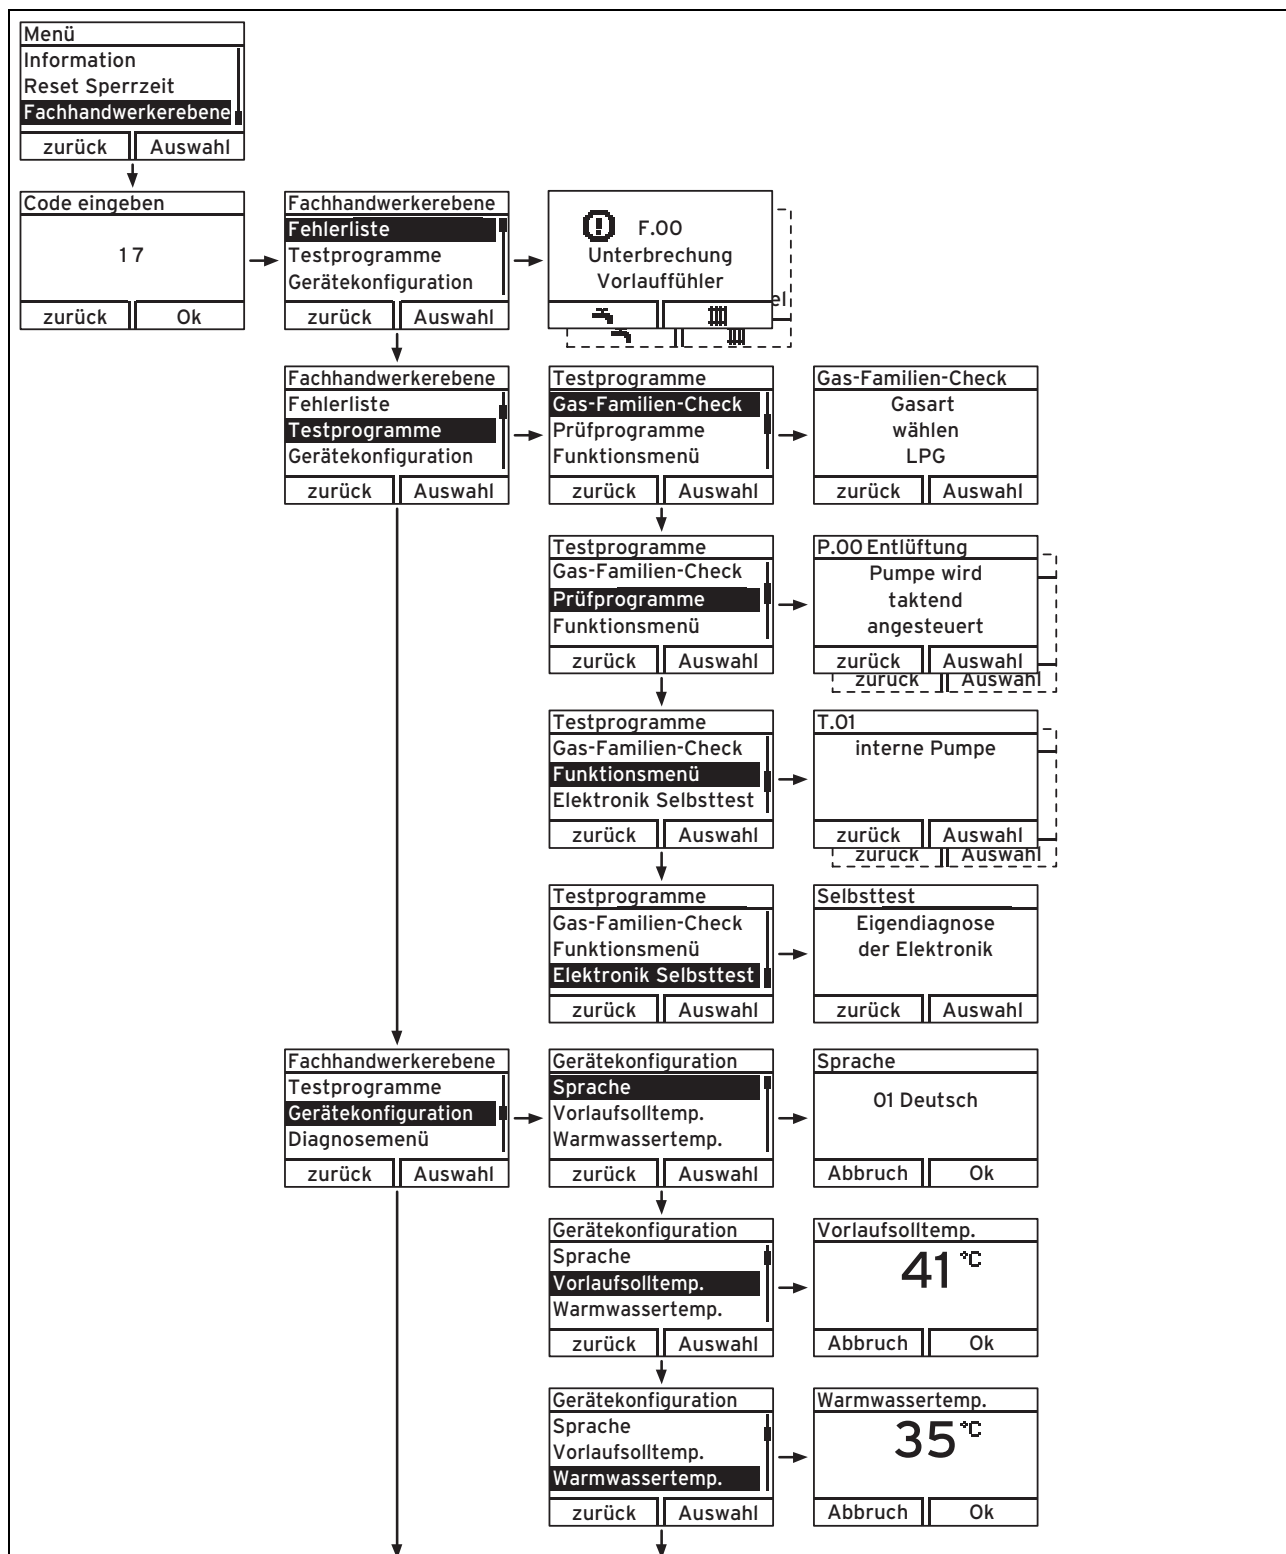 Menü
Information
Reset Sperrzeit
Fachhandwerkerebene
zurück Auswahl
Code eingeben
17
zurück Ok
Fachhandwerkerebene
Fehlerliste
Testprogramme
Gerätekonfiguration
zurück Auswahl
F.00
Unterbrechung
Vorlauffühler
el
Fachhandwerkerebene
Fehlerliste
Testprogramme
Gerätekonfiguration
zurück Auswahl
Testprogramme
Gas-Familien-Check
Prüfprogramme
Funktionsmenü
zurück Auswahl
Gas-Familien-Check
Gasart
wählen
LPG
zurück Auswahl
Testprogramme
Gas-Familien-Check
Prüfprogramme
Funktionsmenü
zurück Auswahl
P.00 Entlüftung
Pumpe wird
taktend
angesteuert
zurück Auswahl
zurück Auswahl
Testprogramme
Gas-Familien-Check
Funktionsmenü
Elektronik Selbsttest
zurück Auswahl
T.01
interne Pumpe
zurück Auswahl
zurück Auswahl
Testprogramme
Gas-Familien-Check
Funktionsmenü
Elektronik Selbsttest
zurück Auswahl
Selbsttest
Eigendiagnose
der Elektronik
zurück Auswahl
Fachhandwerkerebene
Testprogramme
Gerätekonfiguration
Diagnosemenü
zurück Auswahl
Gerätekonfiguration
Sprache
Vorlaufsolltemp.
Warmwassertemp.
zurück Auswahl
Sprache
01 Deutsch
Abbruch Ok
Gerätekonfiguration
Sprache
Vorlaufsolltemp.
Warmwassertemp.
zurück Auswahl
Vorlaufsolltemp.
41 °C
Abbruch Ok
Gerätekonfiguration
Sprache
Vorlaufsolltemp.
Warmwassertemp.
zurück Auswahl
Warmwassertemp.
35 °C
Abbruch Ok